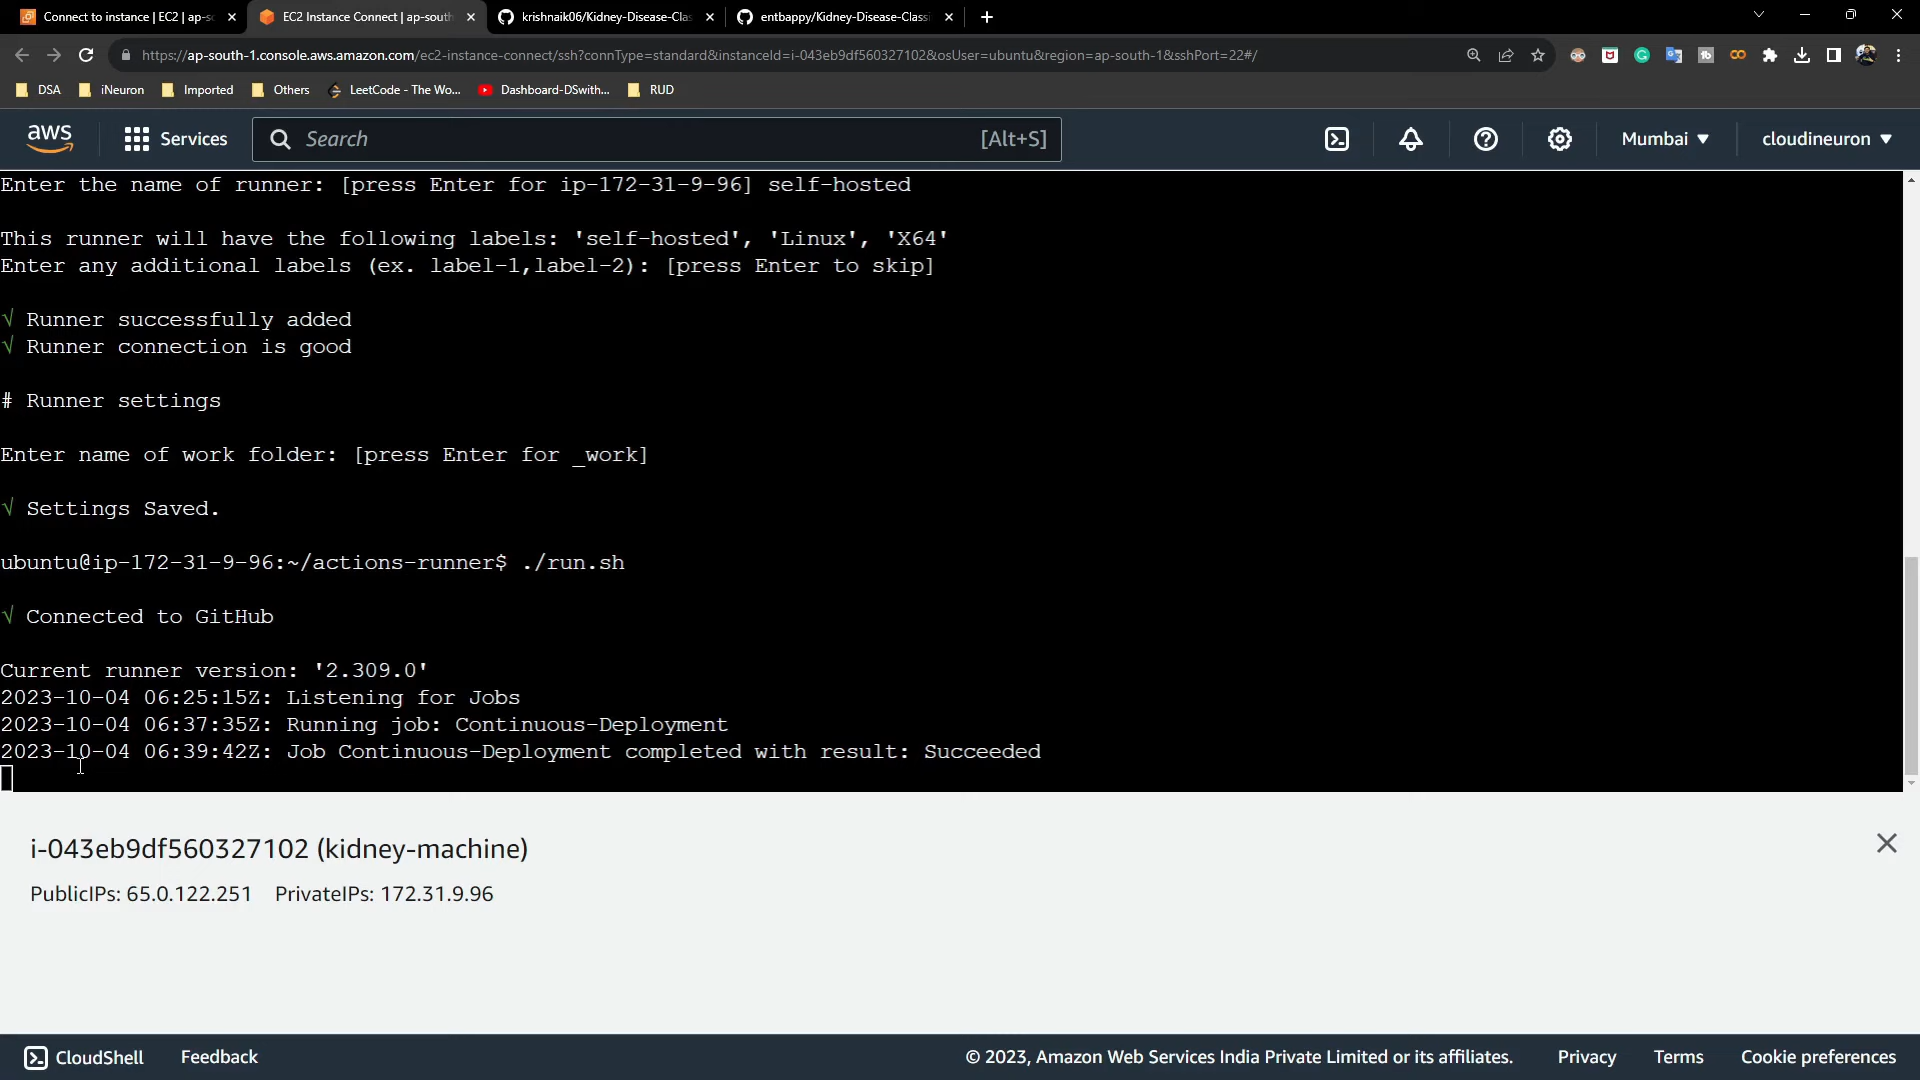 Connect to instance | EC2 | ap-s
EC2 Instance Connect | ap-south
krishnaik06/Kidney-Disease-Clas
entbappy/Kidney-Disease-Classi
https://ap-south-1.console.aws.amazon.com/ec2-instance-connect/ssh?connType=standard&instanceId=i-043eb9df560327102&osUser=ubuntu&region=ap-south-1&sshPort=22#/
DSA
iNeuron
Imported
Others
LeetCode - The Wo...
Dashboard-DSwith...
RUD
aws
Services
Search
[Alt+S]
Mumbai
cloudineuron
Enter the name of runner: [press Enter for ip-172-31-9-96] self-hosted
This runner will have the following labels: 'self-hosted', 'Linux', 'X64'
Enter any additional labels (ex. label-1,label-2): [press Enter to skip]
√ Runner successfully added
√ Runner connection is good
# Runner settings
Enter name of work folder: [press Enter for _work]
√ Settings Saved.
ubuntu@ip-172-31-9-96:~/actions-runner$ ./run.sh
√ Connected to GitHub
Current runner version: '2.309.0'
2023-10-04 06:25:15Z: Listening for Jobs
2023-10-04 06:37:35Z: Running job: Continuous-Deployment
2023-10-04 06:39:42Z: Job Continuous-Deployment completed with result: Succeeded
i-043eb9df560327102 (kidney-machine)
PublicIPs: 65.0.122.251 PrivateIPs: 172.31.9.96
CloudShell
Feedback
© 2023, Amazon Web Services India Private Limited or its affiliates.
Privacy
Terms
Cookie preferences